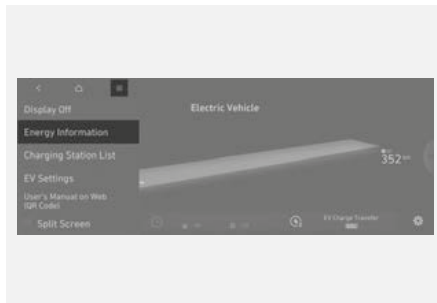 Display Off
Electric Vehicle
Energy Information
Charging Station List
352 km
EV Settings
User's Manual on Web
(QR Code)
Split Screen
EV Charge Transfer